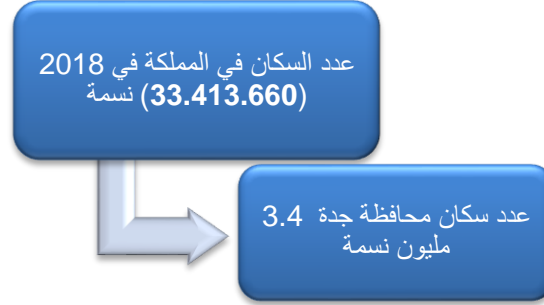 عدد السكان في المملكة في 2018
(33.413.660) نسمة
عدد سكان محافظة جدة 3.4
مليون نسمة